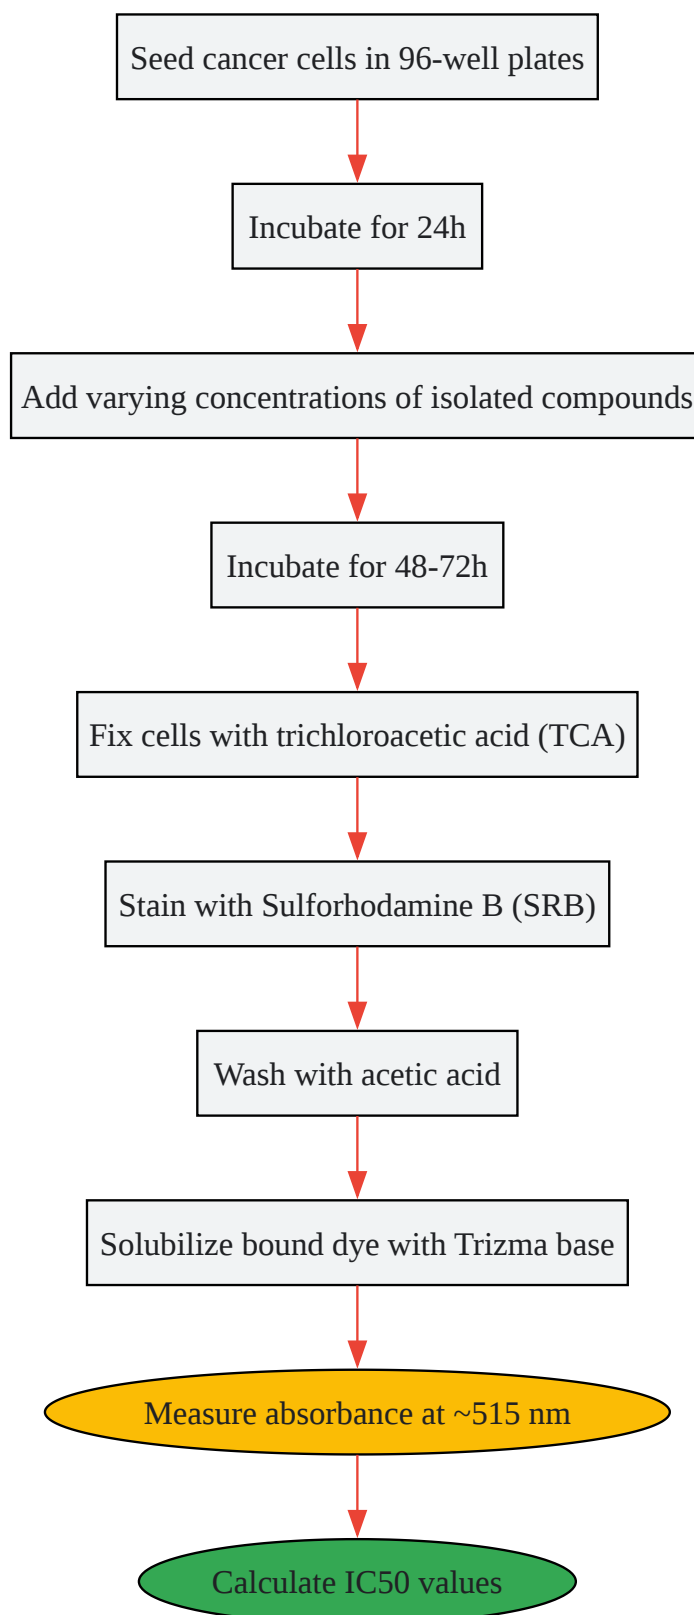 Seed cancer cells in 96-well plates
Incubate for 24h
Add varying concentrations of isolated compounds
Incubate for 48-72h
Fix cells with trichloroacetic acid (TCA)
Stain with Sulforhodamine B (SRB)
Wash with acetic acid
Solubilize bound dye with Trizma base
Measure absorbance at ~515 nm
Calculate IC50 values